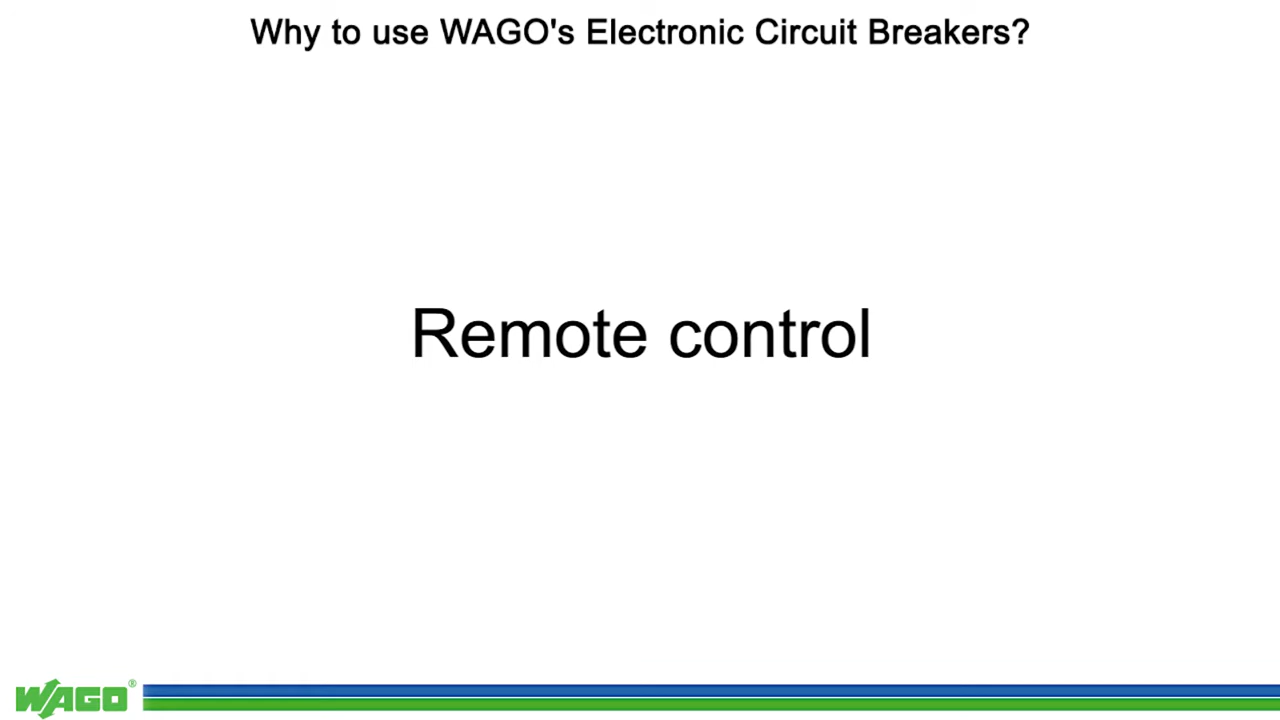 Why to use WAGO's Electronic Circuit Breakers?
Remote control
WAGO®